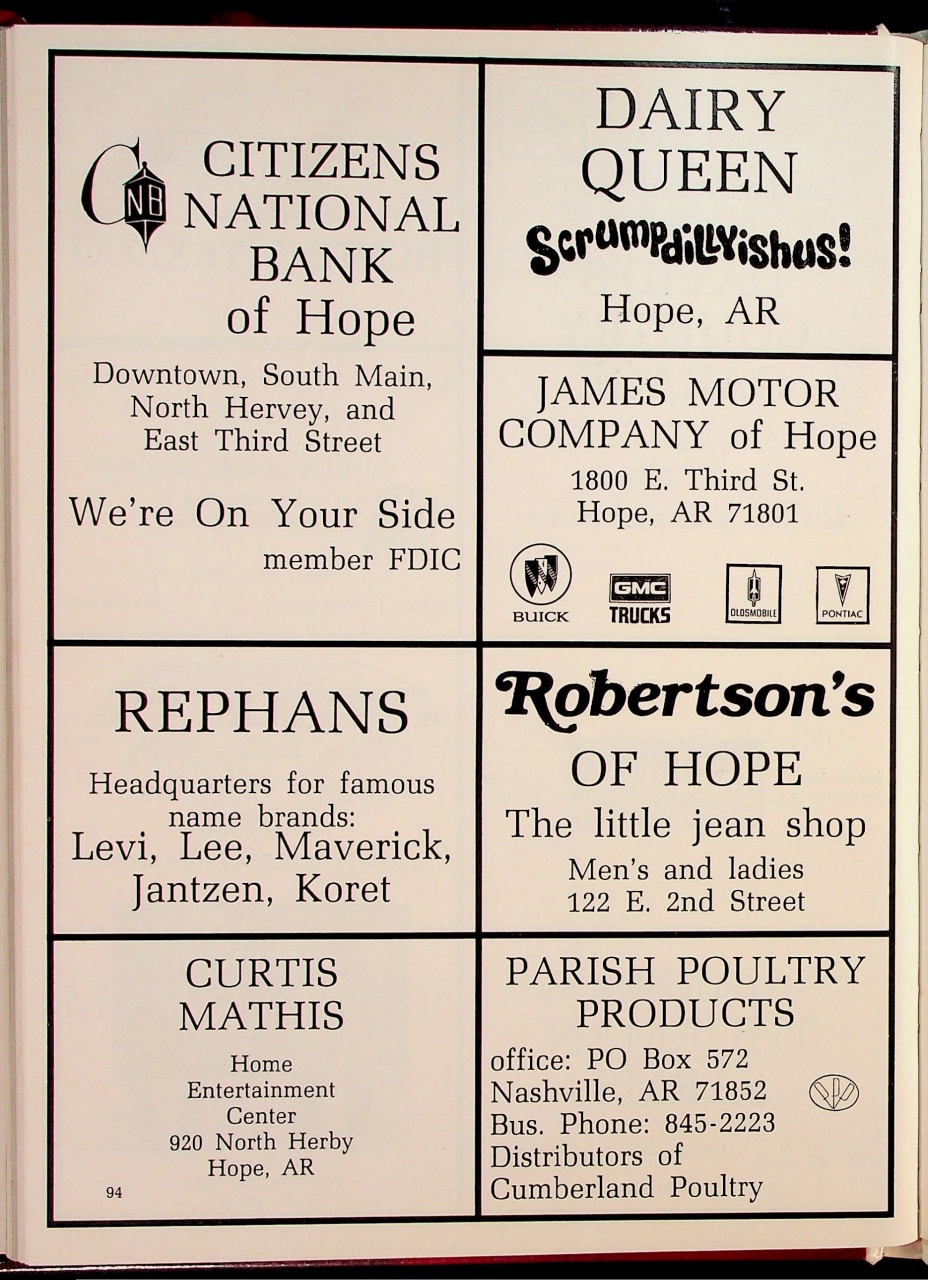 CNB
CITIZENS
NATIONAL
BANK
of Hope
Downtown, South Main,
North Hervey, and
East Third Street
We're On Your Side
member FDIC
DAIRY
QUEEN
Scrumpdillyishus!
Hope, AR
JAMES MOTOR
COMPANY of Hope
1800 E. Third St.
Hope, AR 71801
BUICK
GMC
TRUCKS
OLDSMOBILE
PONTIAC
REPHANS
Headquarters for famous
name brands:
Levi, Lee, Maverick,
Jantzen, Koret
Robertson's
OF HOPE
The little jean shop
Men's and ladies
122 E. 2nd Street
CURTIS
MATHIS
Home
Entertainment
Center
920 North Herby
Hope, AR
PARISH POULTRY
PRODUCTS
office: PO Box 572
Nashville, AR 71852
Bus. Phone: 845-2223
Distributors of
Cumberland Poultry
94